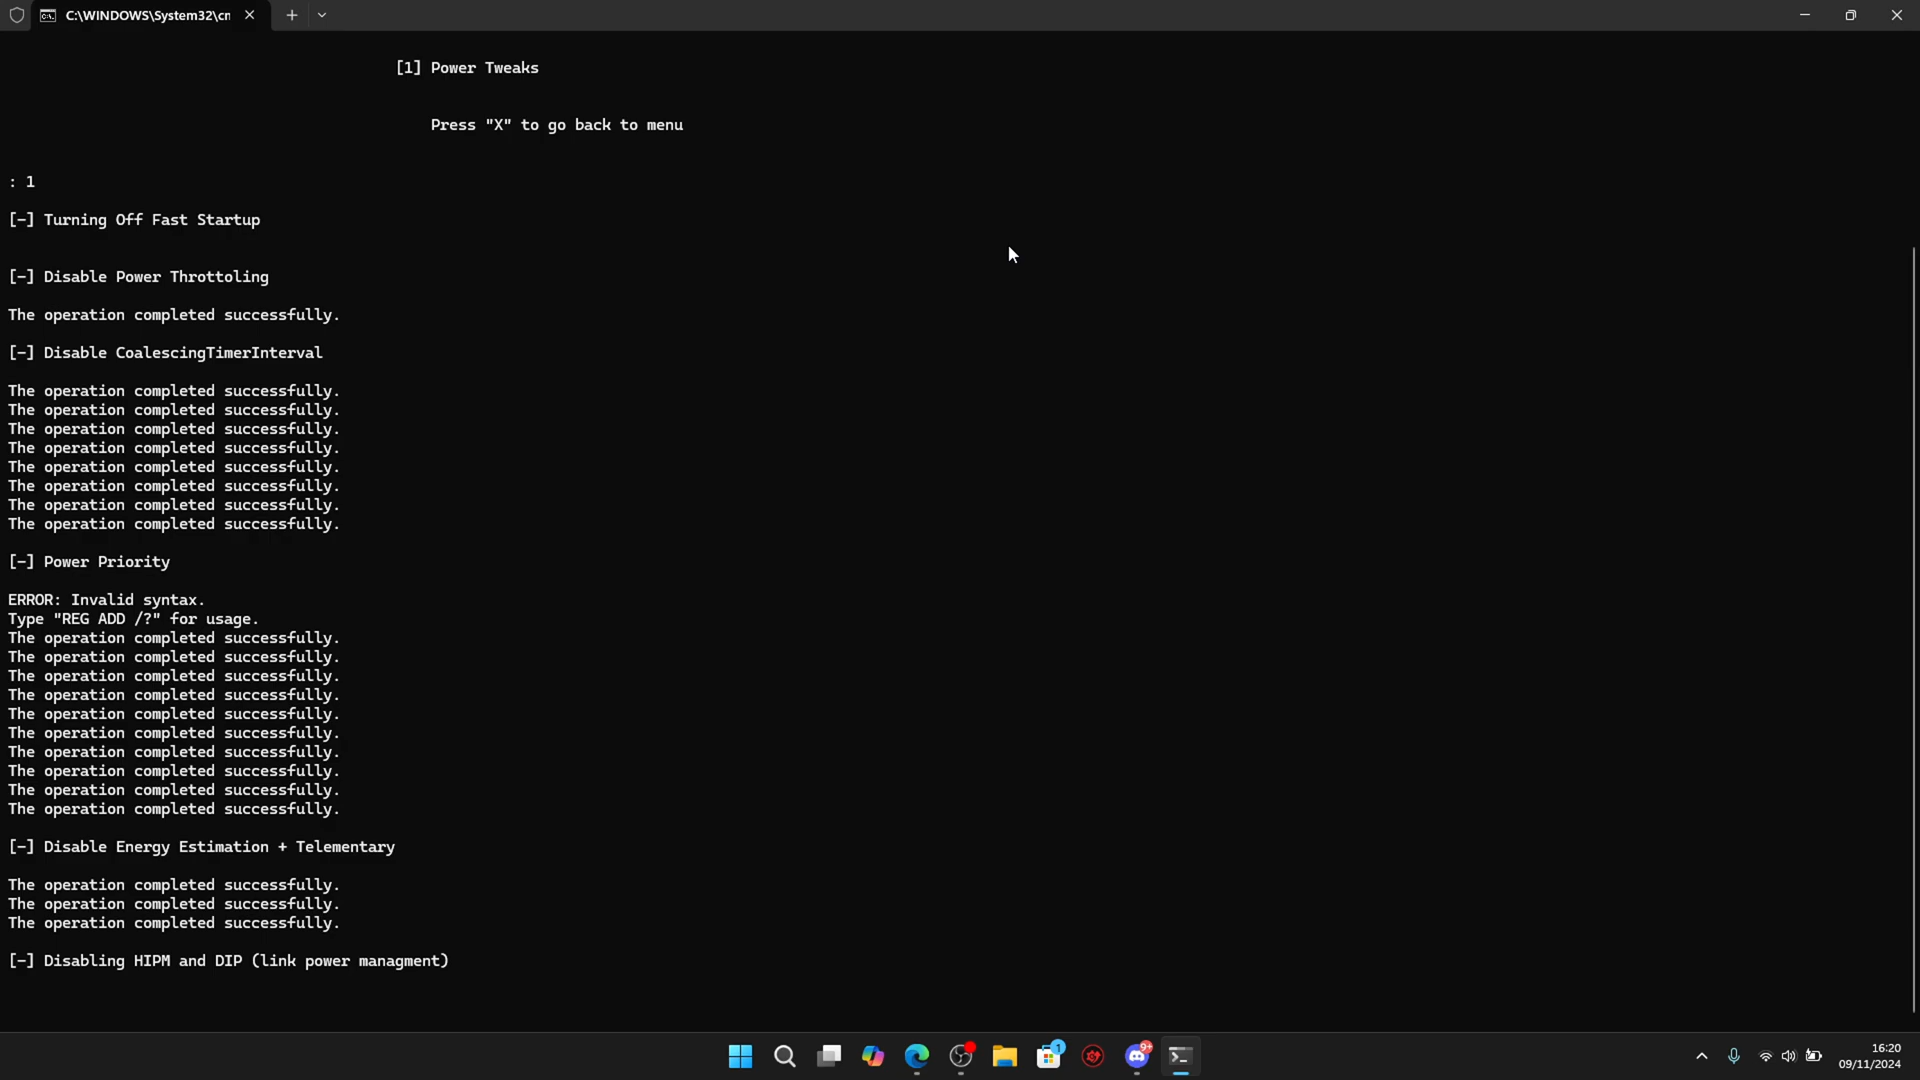 C:\WINDOWS\System32\cn
[1] Power Tweaks
Press "X" to go back to menu
: 1
[-] Turning Off Fast Startup
[-] Disable Power Throttoling
The operation completed successfully.
[-] Disable CoalescingTimerInterval
The operation completed successfully.
The operation completed successfully.
The operation completed successfully.
The operation completed successfully.
The operation completed successfully.
The operation completed successfully.
The operation completed successfully.
The operation completed successfully.
[-] Power Priority
ERROR: Invalid syntax.
Type "REG ADD /?" for usage.
The operation completed successfully.
The operation completed successfully.
The operation completed successfully.
The operation completed successfully.
The operation completed successfully.
The operation completed successfully.
The operation completed successfully.
The operation completed successfully.
The operation completed successfully.
The operation completed successfully.
[-] Disable Energy Estimation + Telementary
The operation completed successfully.
The operation completed successfully.
The operation completed successfully.
[-] Disabling HIPM and DIP (link power managment)
1
9+
16:20
09/11/2024